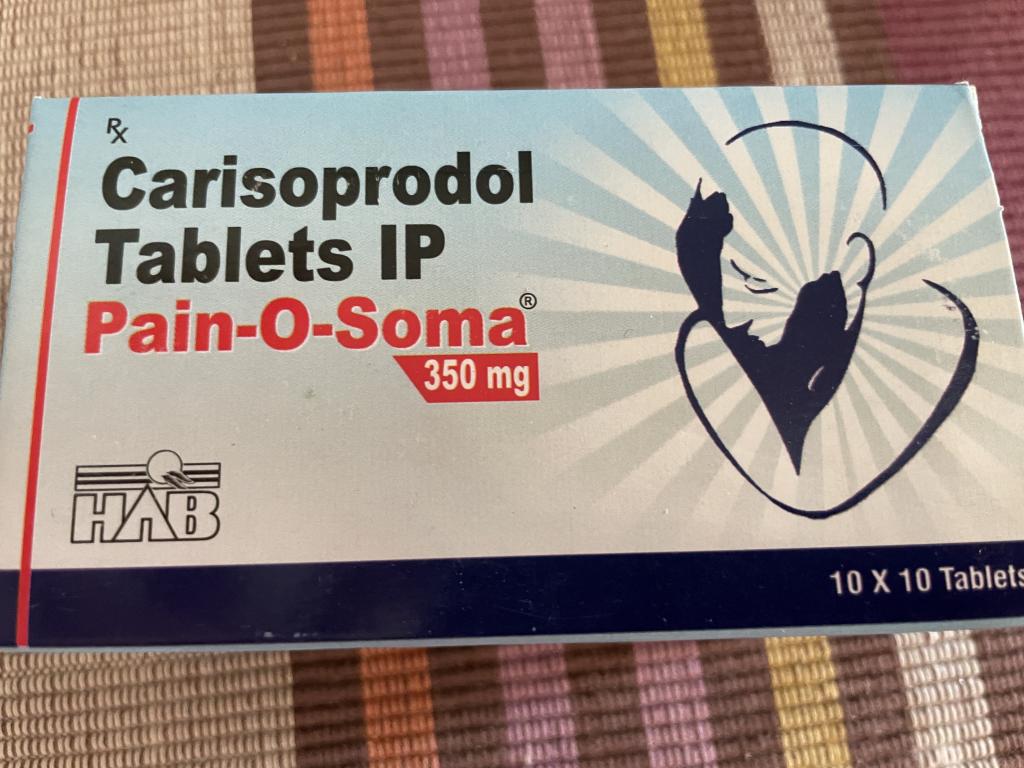 Rx
Carisoprodol
Tablets IP
Pain-O-Soma®
350 mg
HAB
10 X 10 Tablets